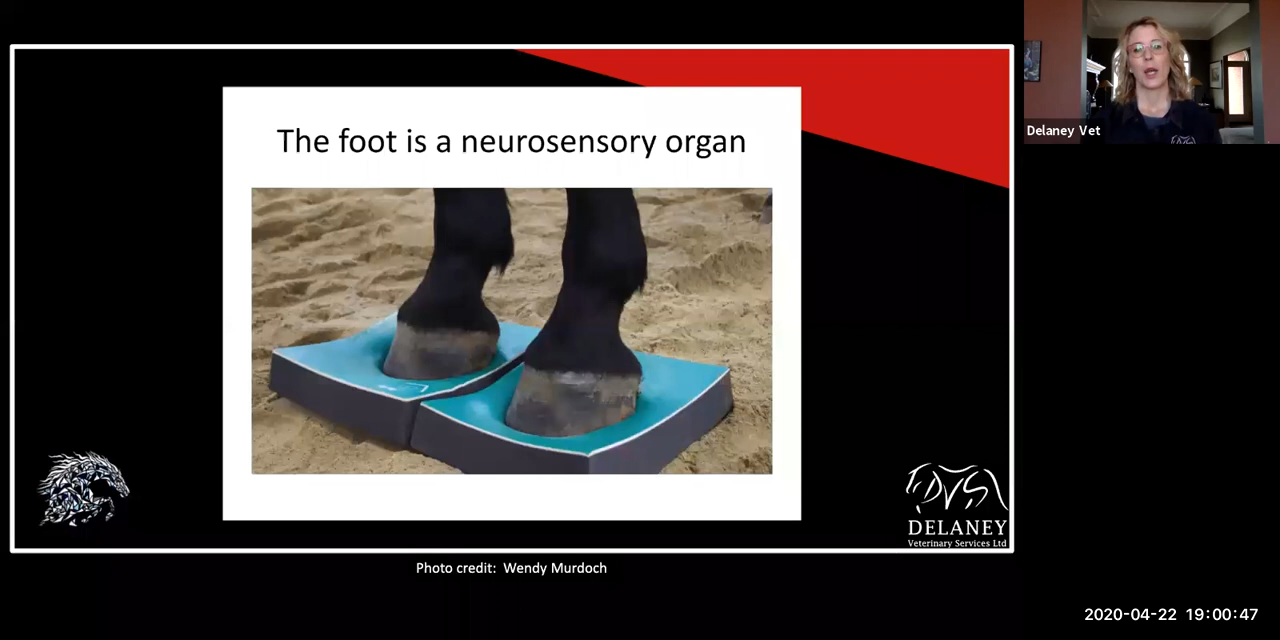 The foot is a neurosensory organ
DELANEY
Veterinary Services Ltd
Photo credit: Wendy Murdoch
Delaney Vet
2020-04-22 19:00:47